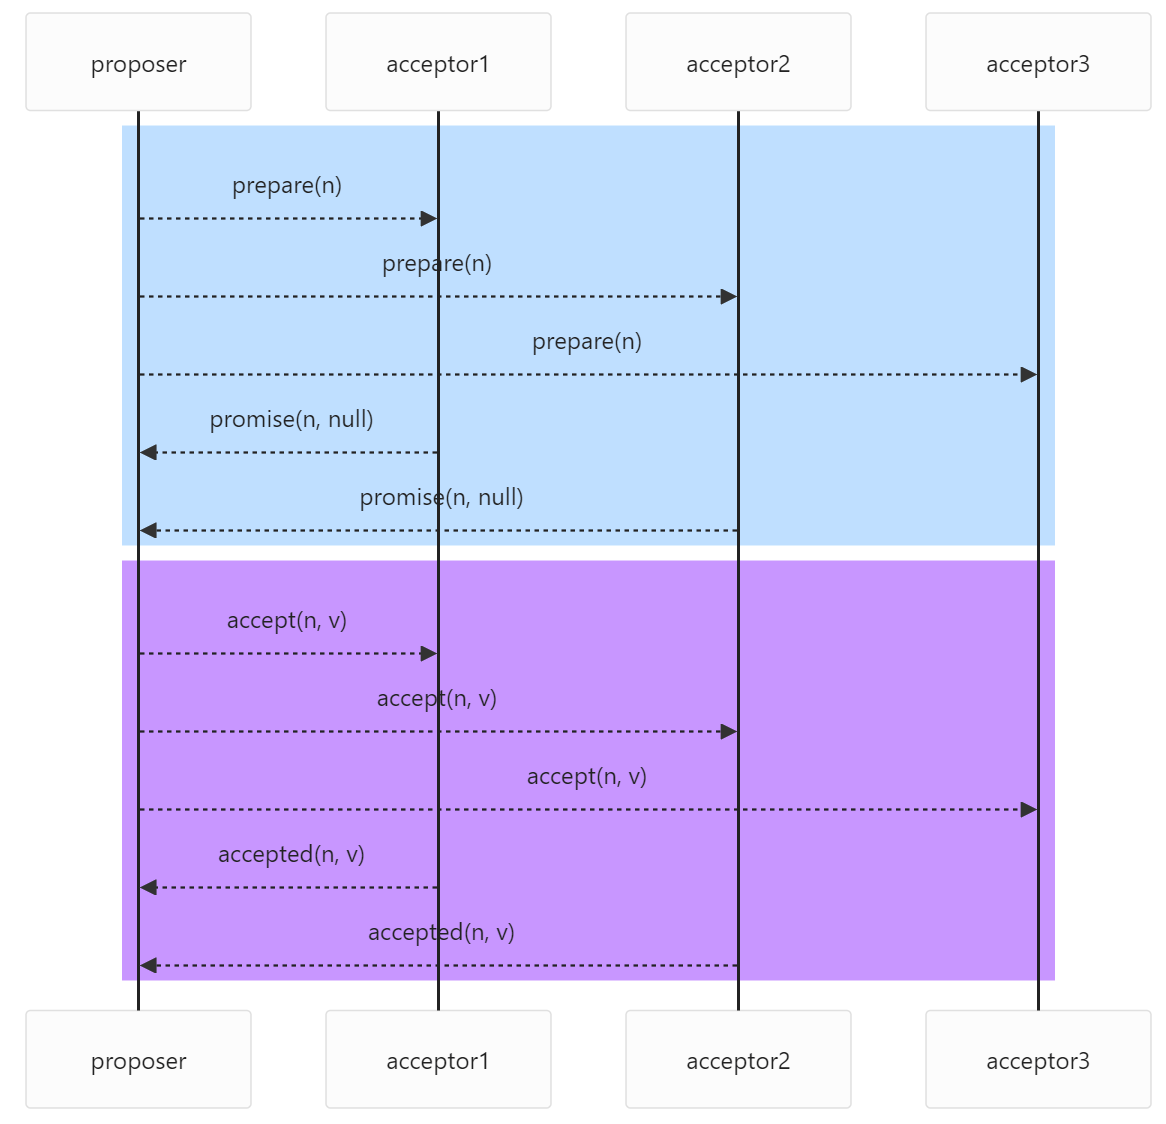 proposer
acceptor1
acceptor2
acceptor3
prepare(n)
prepare(n)
prepare(n)
promise(n, null)
promise(n, null)
accept(n, v)
accept(n, v)
accept(n, v)
accepted(n, v)
accepted(n, v)
proposer
acceptor1
acceptor2
acceptor3